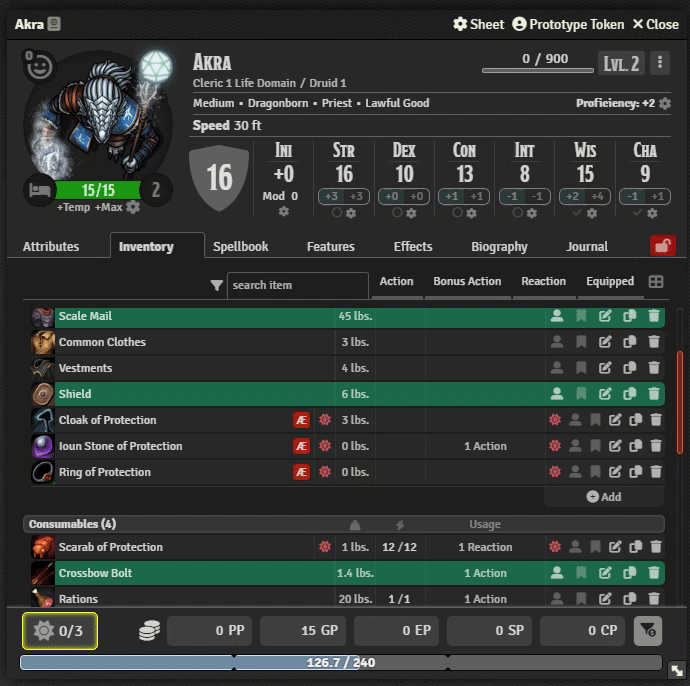 Akra
Sheet Prototype Token Close
0
AKRA
0 / 900
LVL. 2
Cleric 1 Life Domain / Druid 1
Medium • Dragonborn • Priest • Lawful Good
Proficiency: +2
Speed 30 ft
15/15
2
+Temp +Max
16
INI STR DEX CON INT WIS CHA
+0 16 10 13 8 15 9
Mod 0 +3 +3 +0 +0 +1 +1 -1 -1 +2 +4 -1 +1
Attributes Inventory Spellbook Features Effects Biography Journal
search item
Action Bonus Action Reaction Equipped
Scale Mail 45 lbs.
Common Clothes 3 lbs.
Vestments 4 lbs.
Shield 6 lbs.
Cloak of Protection Æ 3 lbs.
Ioun Stone of Protection Æ 0 lbs. 1 Action
Ring of Protection Æ 0 lbs.
Add
Consumables (4) Usage
Scarab of Protection 1 lbs. 12 /12 1 Reaction
Crossbow Bolt 1.4 lbs. 1 Action
Rations 20 lbs. 1 /1 1 Action
0/3
0 PP 15 GP 0 EP 0 SP 0 CP
126.7 / 240